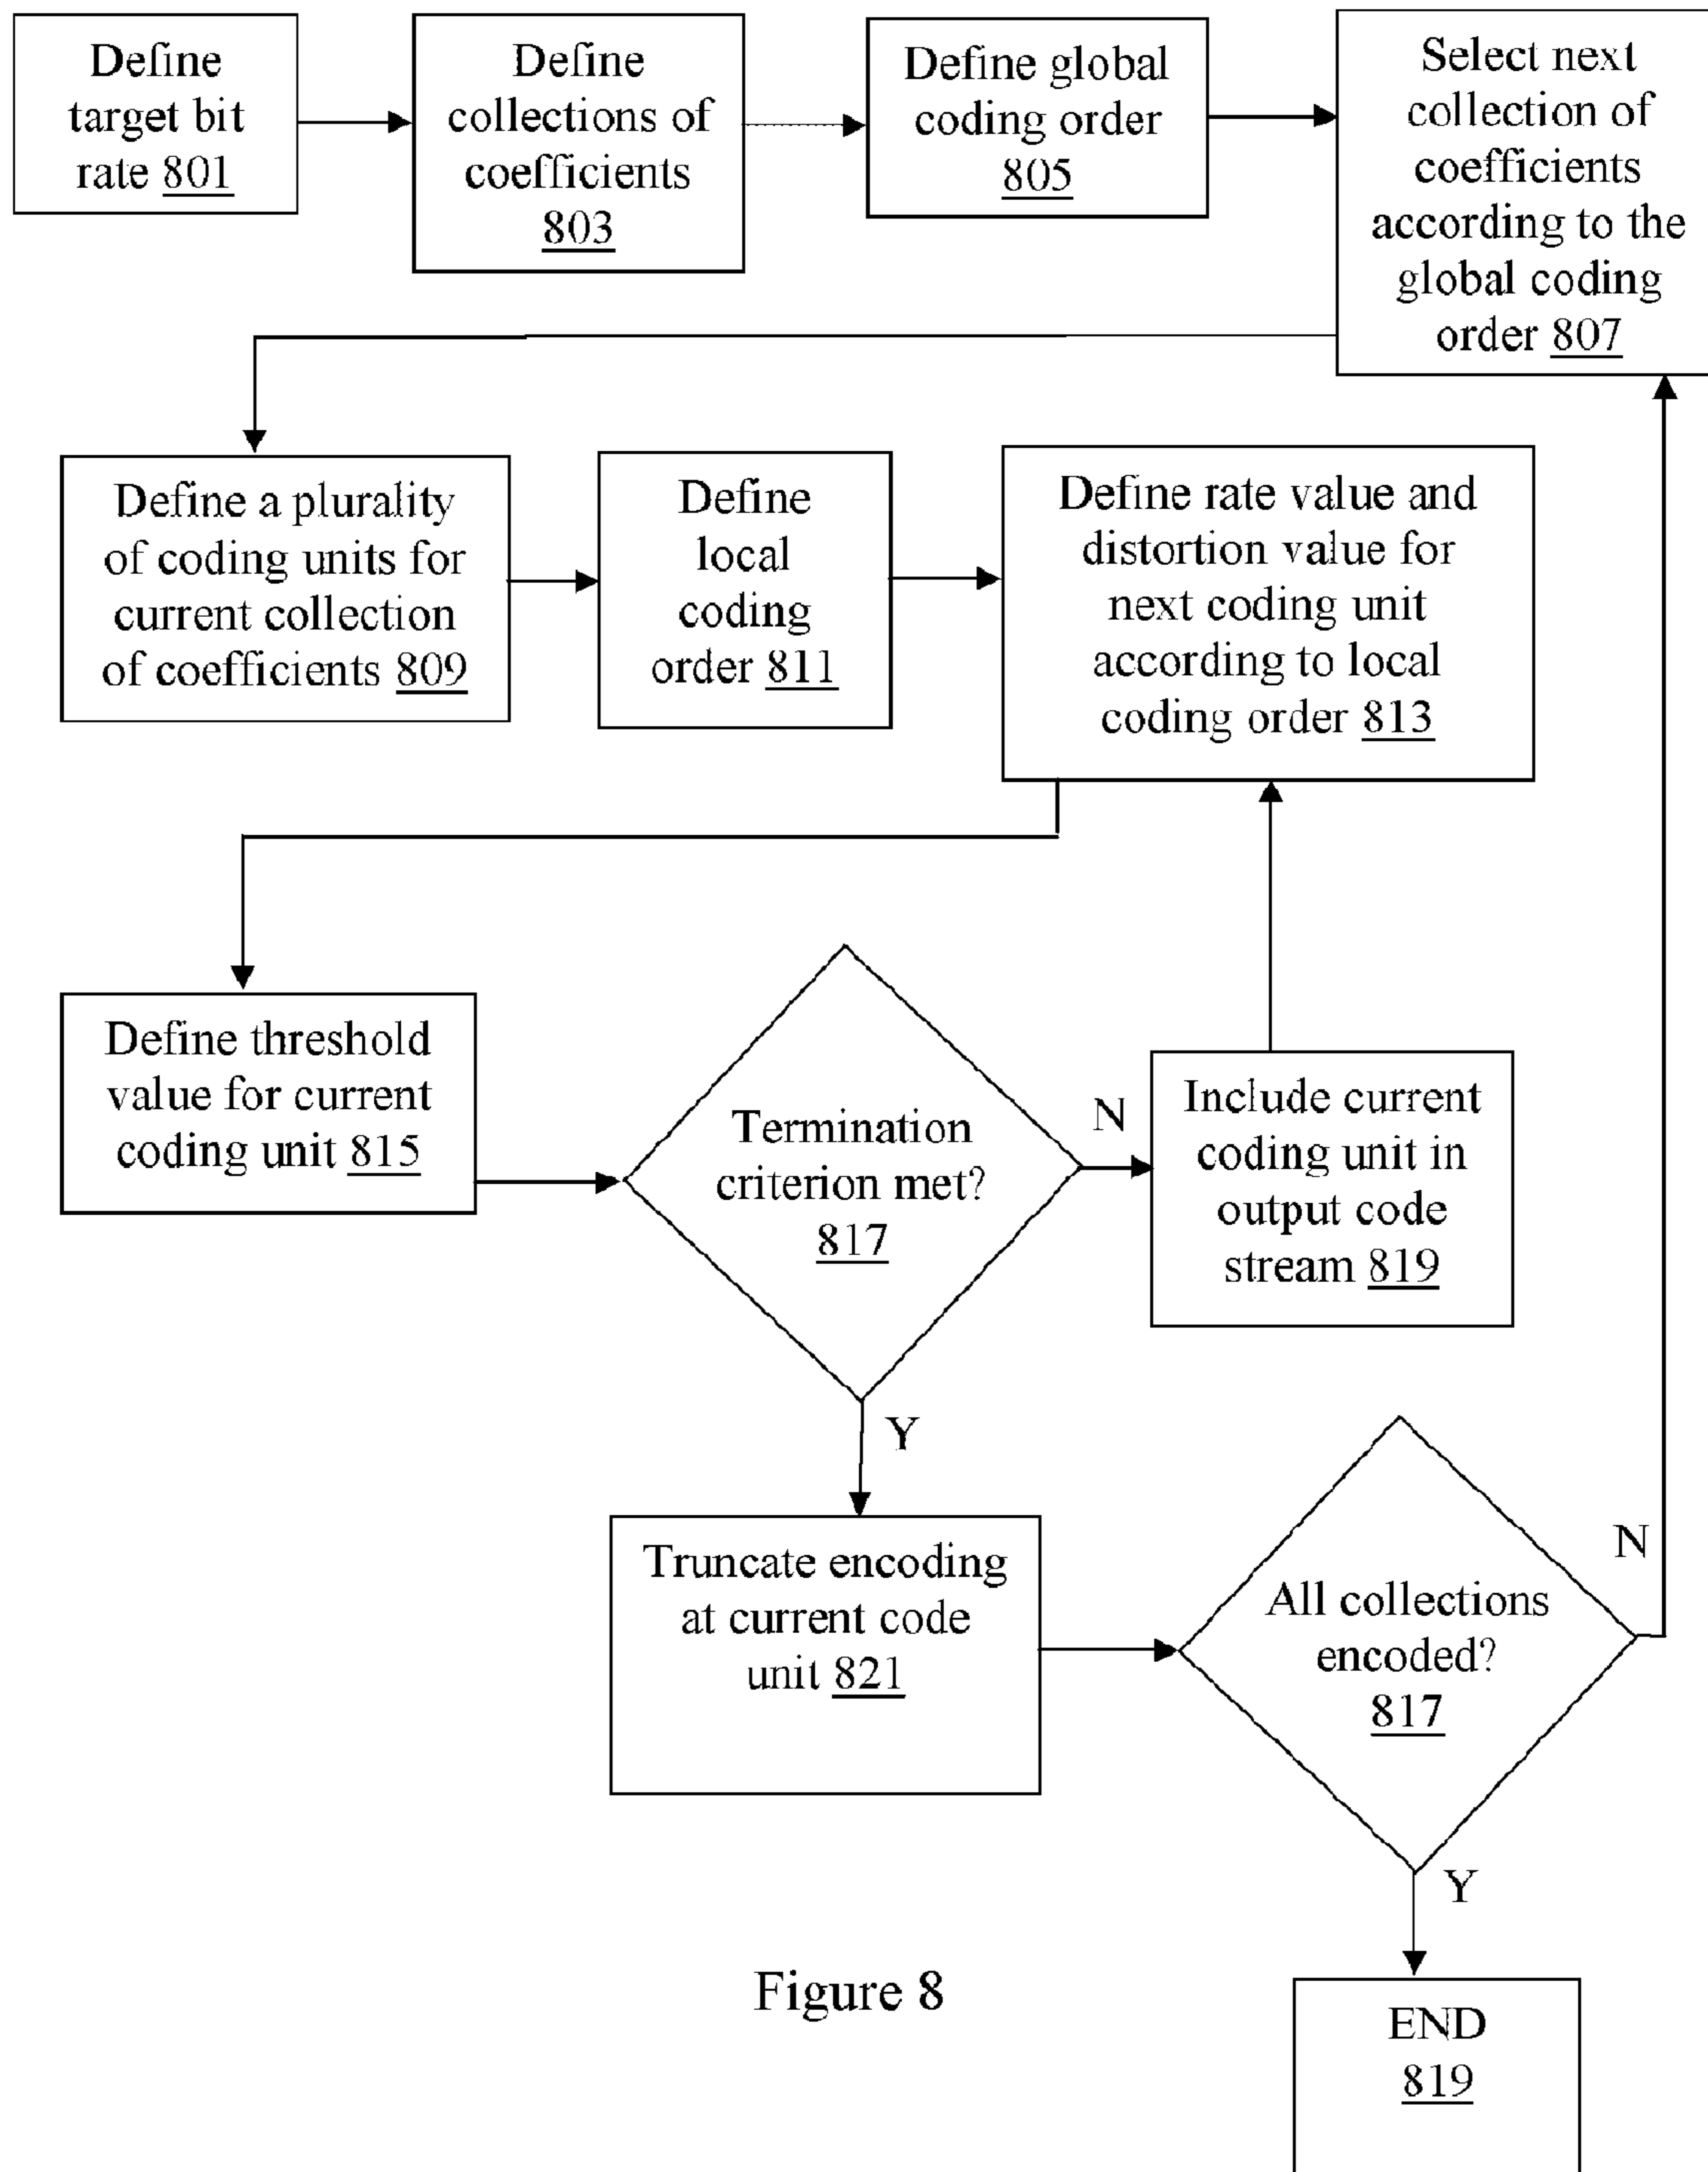 Define
target bit
rate 801
Define
collections of
coefficients
803
Define global
coding order
805
Select next
collection of
coefficients
according to the
global coding
order 807
Define a plurality
of coding units for
current collection
of coefficients 809
Define
local
coding
order 811
Define rate value and
distortion value for
next coding unit
according to local
coding order 813
Define threshold
value for current
coding unit 815
Termination
criterion met?
817
N
Include current
coding unit in
output code
stream 819
Y
Truncate encoding
at current code
unit 821
All collections
encoded?
817
N
Y
END
819
Figure 8